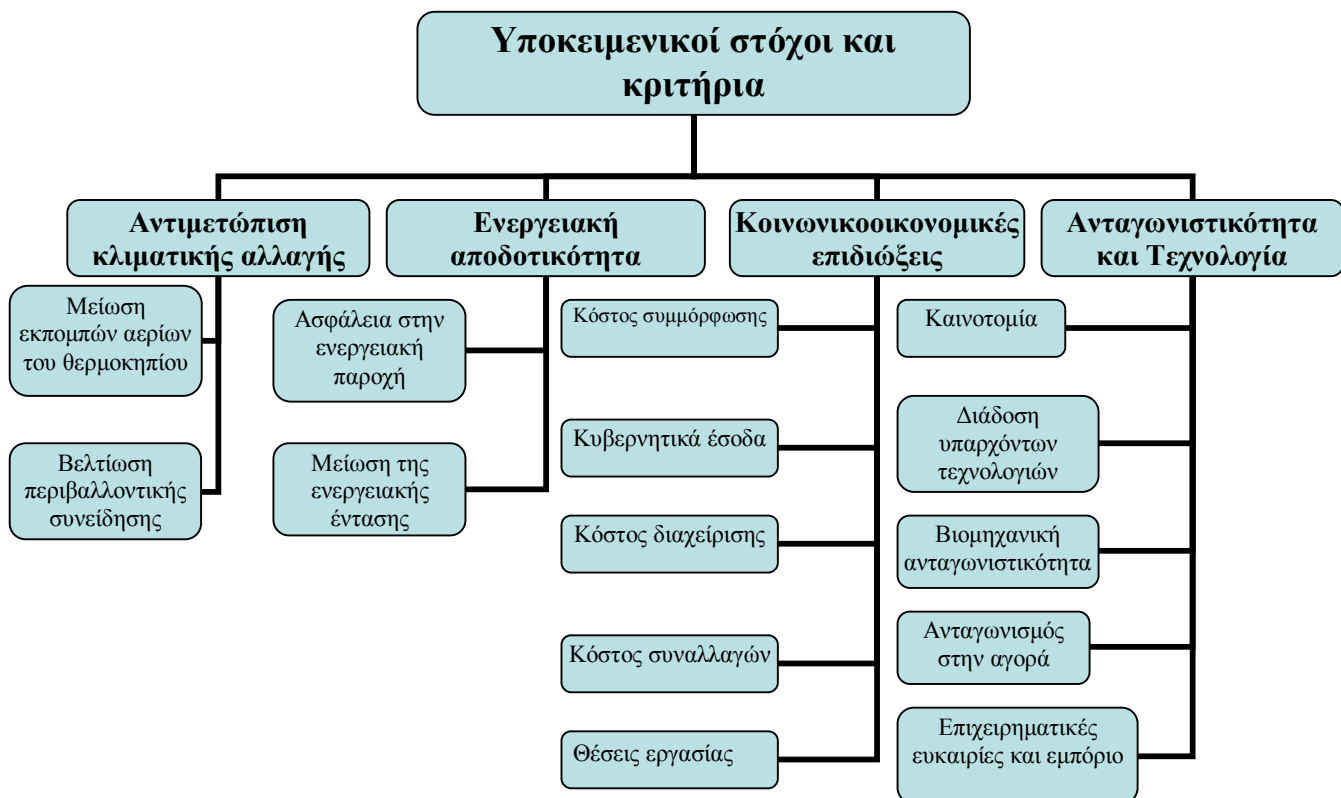 Υποκειμενικοί στόχοι και
κριτήρια
Αντιμετώπιση
κλιματικής αλλαγής
Μείωση
εκπομπών αερίων
του θερμοκηπίου
Βελτίωση
περιβαλλοντικής
συνείδησης
Ενεργειακή
αποδοτικότητα
Ασφάλεια στην
ενεργειακή
παροχή
Μείωση της
ενεργειακής
έντασης
Κοινωνικοοικονομικές
επιδιώξεις
Κόστος συμμόρφωσης
Κυβερνητικά έσοδα
Κόστος διαχείρισης
Κόστος συναλλαγών
Θέσεις εργασίας
Ανταγωνιστικότητα
και Τεχνολογία
Καινοτομία
Διάδοση
υπαρχόντων
τεχνολογιών
Βιομηχανική
ανταγωνιστικότητα
Ανταγωνισμός
στην αγορά
Επιχειρηματικές
ευκαιρίες και εμπόριο